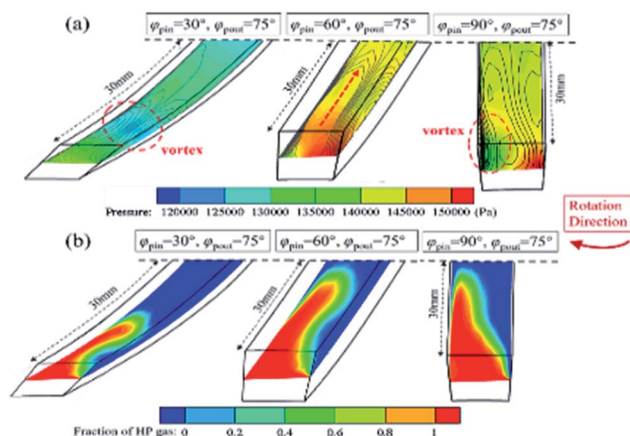 (a)
φpin=30°, φpout=75°
φpin=60°, φpout=75°
φpin=90°, φpout=75°
30mm
30mm
30mm
vortex
vortex
Pressure: 120000 125000 130000 135000 140000 145000 150000 (Pa)
Rotation
Direction
(b)
φpin=30°, φpout=75°
φpin=60°, φpout=75°
φpin=90°, φpout=75°
30mm
30mm
30mm
Fraction of HP gas: 0 0.2 0.4 0.6 0.8 1